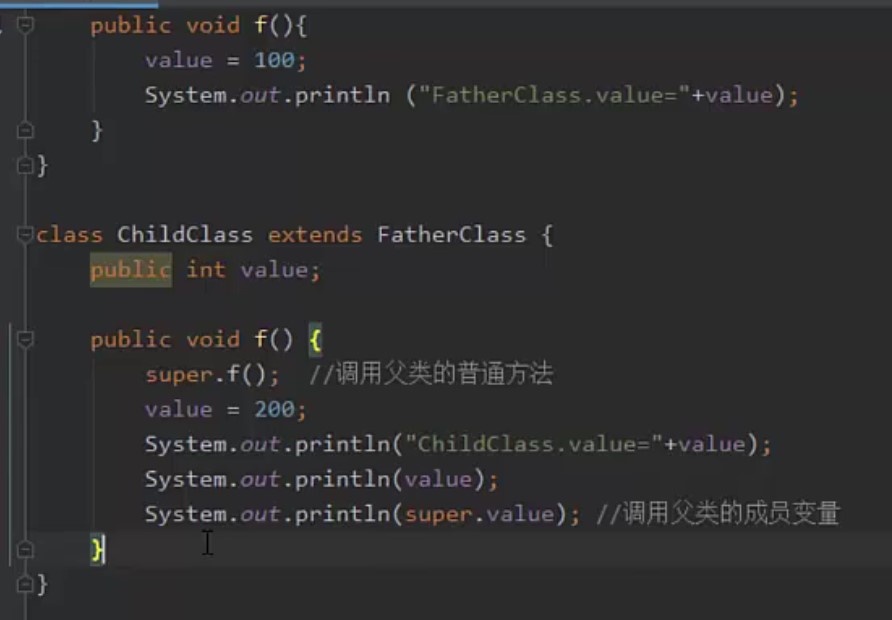 public void f(){
value = 100;
System.out.println ("FatherClass.value="+value);
}
}
class ChildClass extends FatherClass {
public int value;
public void f() {
super.f();  //调用父类的普通方法
value = 200;
System.out.println("ChildClass.value="+value);
System.out.println(value);
System.out.println(super.value); //调用父类的成员变量
}
}